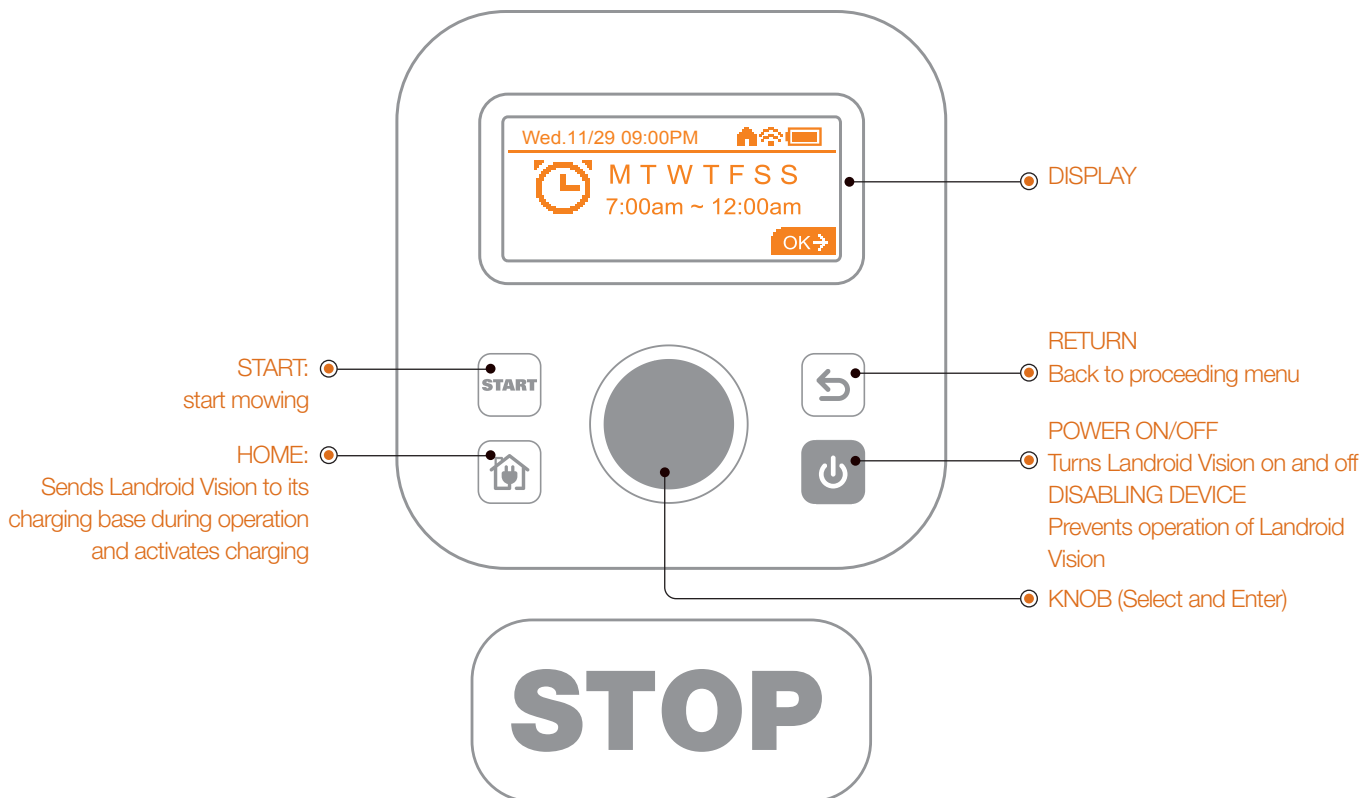 Wed.11/29 09:00PM
M T W T F S S
7:00am ~ 12:00am
OK
DISPLAY
START:
start mowing
START
RETURN
Back to proceeding menu
HOME:
Sends Landroid Vision to its
charging base during operation
and activates charging
POWER ON/OFF
Turns Landroid Vision on and off
DISABLING DEVICE
Prevents operation of Landroid
Vision
KNOB (Select and Enter)
STOP